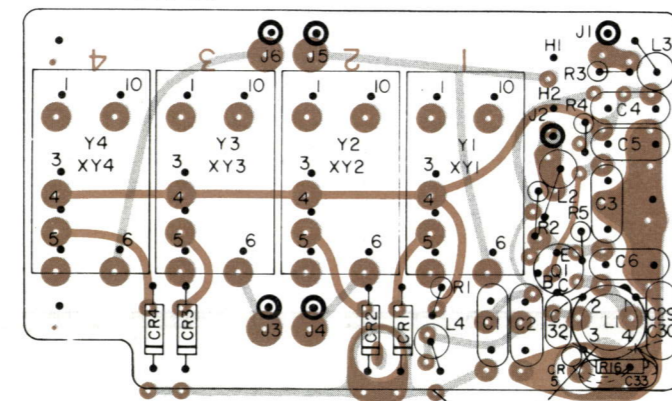 4 3 2 1
J6 J5 J1 L3
H1
R3
1 10 1 10 1 10 1 10
H2 R4 C4
J2
Y4 Y3 Y2 Y1
XY4 XY3 XY2 XY1
C5
3 3 3 3
4 4 4 4
L2 C3
R2 R5
5 6 5 5 5 6
E C6
Q1
B C
R1
J3 J4
CR4 CR3 CR2 CR1
L4 C1 C2 C32
2 L1 C29
3 4 C30
CR5 R16 P
C33